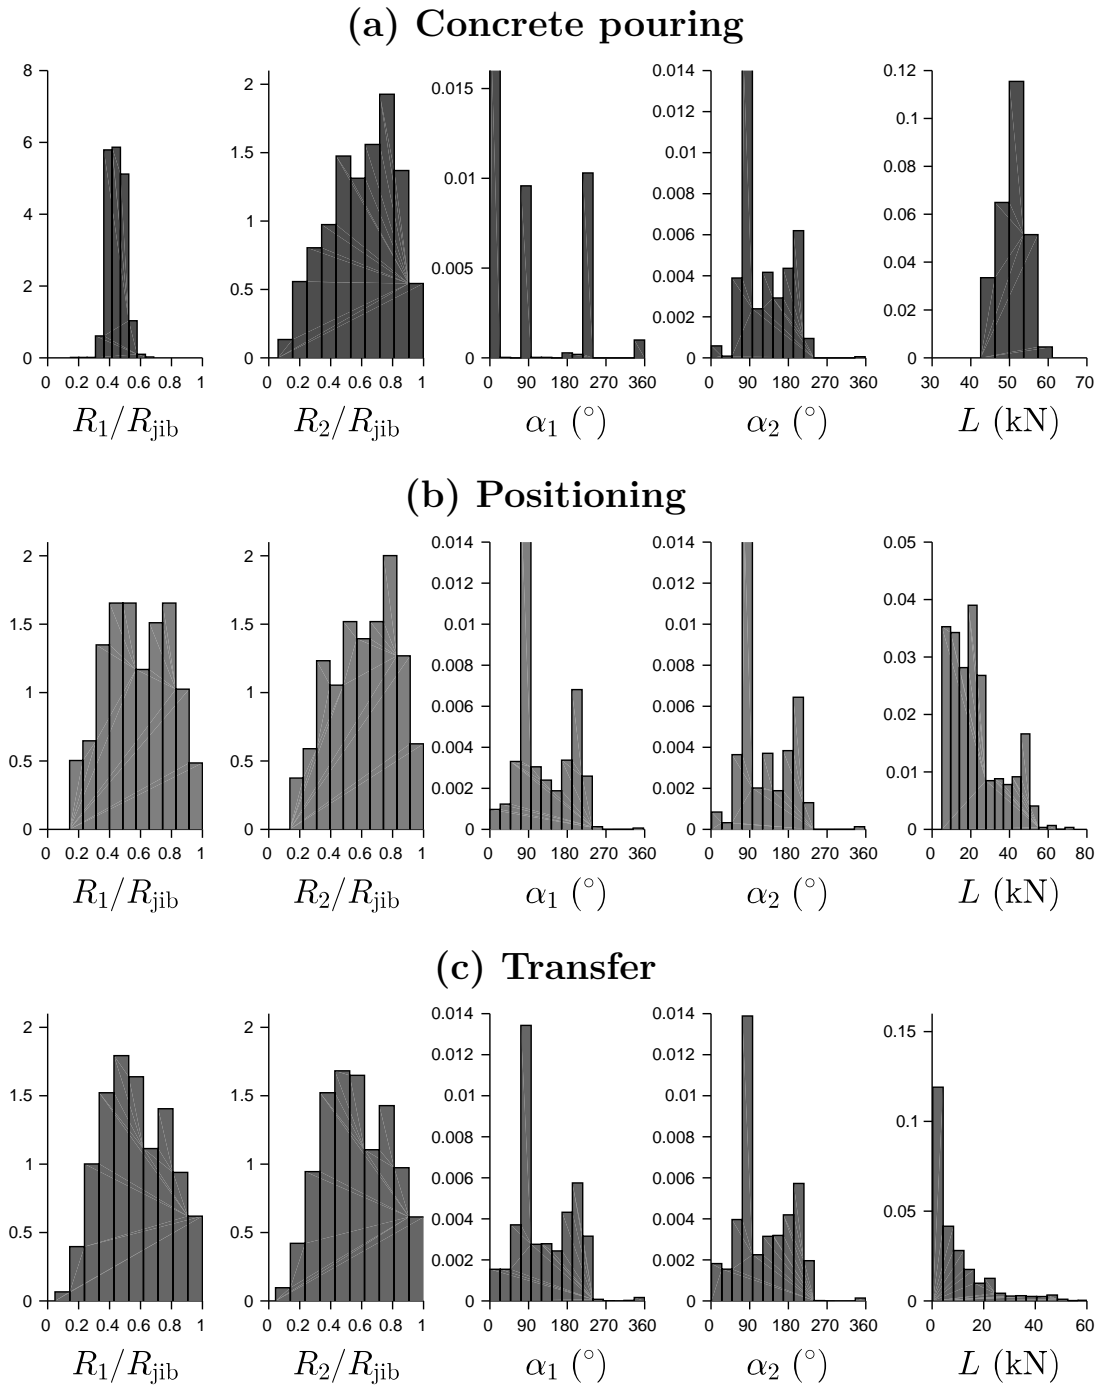 (a) Concrete pouring
8 6 4 2 0
0 0.2 0.4 0.6 0.8 1
R1/Rjib
2 1.5 1 0.5 0
0 0.2 0.4 0.6 0.8 1
R2/Rjib
0.015 0.01 0.005 0
0 90 180 270 360
α1 (°)
0.014 0.012 0.01 0.008 0.006 0.004 0.002 0
0 90 180 270 360
α2 (°)
0.12 0.1 0.08 0.06 0.04 0.02 0
30 40 50 60 70
L (kN)
(b) Positioning
2 1.5 1 0.5 0
0 0.2 0.4 0.6 0.8 1
R1/Rjib
2 1.5 1 0.5 0
0 0.2 0.4 0.6 0.8 1
R2/Rjib
0.014 0.012 0.01 0.008 0.006 0.004 0.002 0
0 90 180 270 360
α1 (°)
0.014 0.012 0.01 0.008 0.006 0.004 0.002 0
0 90 180 270 360
α2 (°)
0.05 0.04 0.03 0.02 0.01 0
0 20 40 60 80
L (kN)
(c) Transfer
2 1.5 1 0.5 0
0 0.2 0.4 0.6 0.8 1
R1/Rjib
2 1.5 1 0.5 0
0 0.2 0.4 0.6 0.8 1
R2/Rjib
0.014 0.012 0.01 0.008 0.006 0.004 0.002 0
0 90 180 270 360
α1 (°)
0.014 0.012 0.01 0.008 0.006 0.004 0.002 0
0 90 180 270 360
α2 (°)
0.15 0.1 0.05 0
0 20 40 60
L (kN)